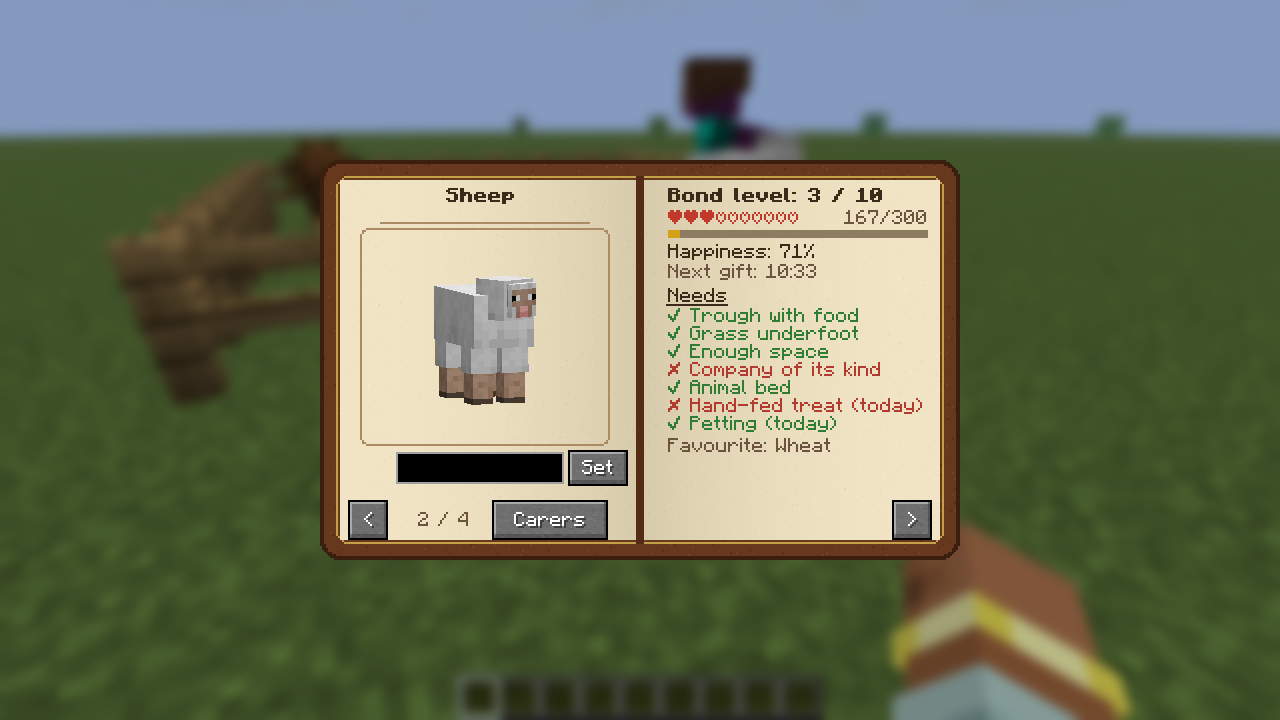 Sheep
Set
<
2 / 4
Carers
Bond level: 3 / 10
167/300
Happiness: 71%
Next gift: 10:33
Needs
✓ Trough with food
✓ Grass underfoot
✓ Enough space
✗ Company of its kind
✓ Animal bed
✗ Hand-fed treat (today)
✓ Petting (today)
Favourite: Wheat
>